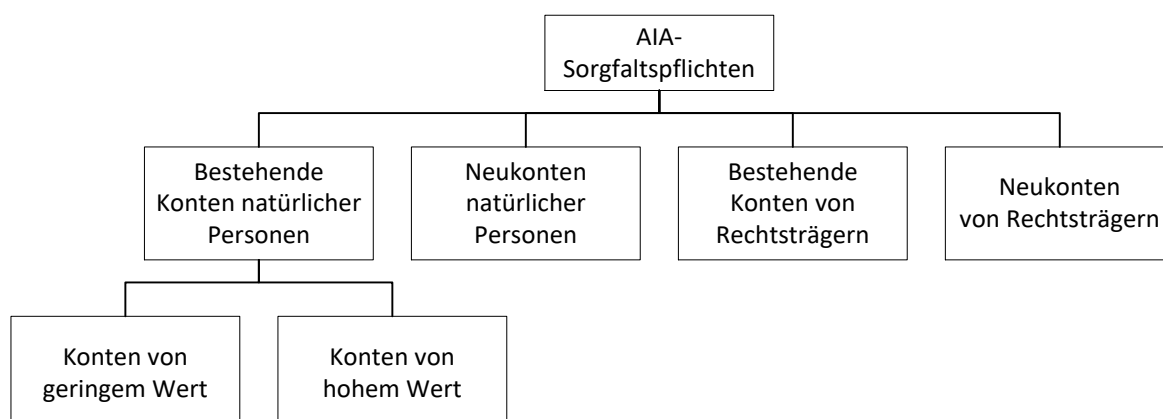 AIA-
Sorgfaltspflichten
Bestehende
Konten natürlicher
Personen
Neukonten
natürlicher
Personen
Bestehende
Konten von
Rechtsträgern
Neukonten
von Rechtsträgern
Konten von
geringem Wert
Konten von
hohem Wert